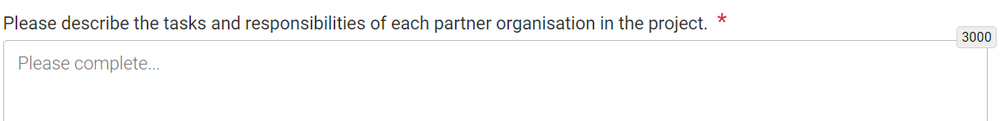 Please describe the tasks and responsibilities of each partner organisation in the project. *
3000
Please complete...